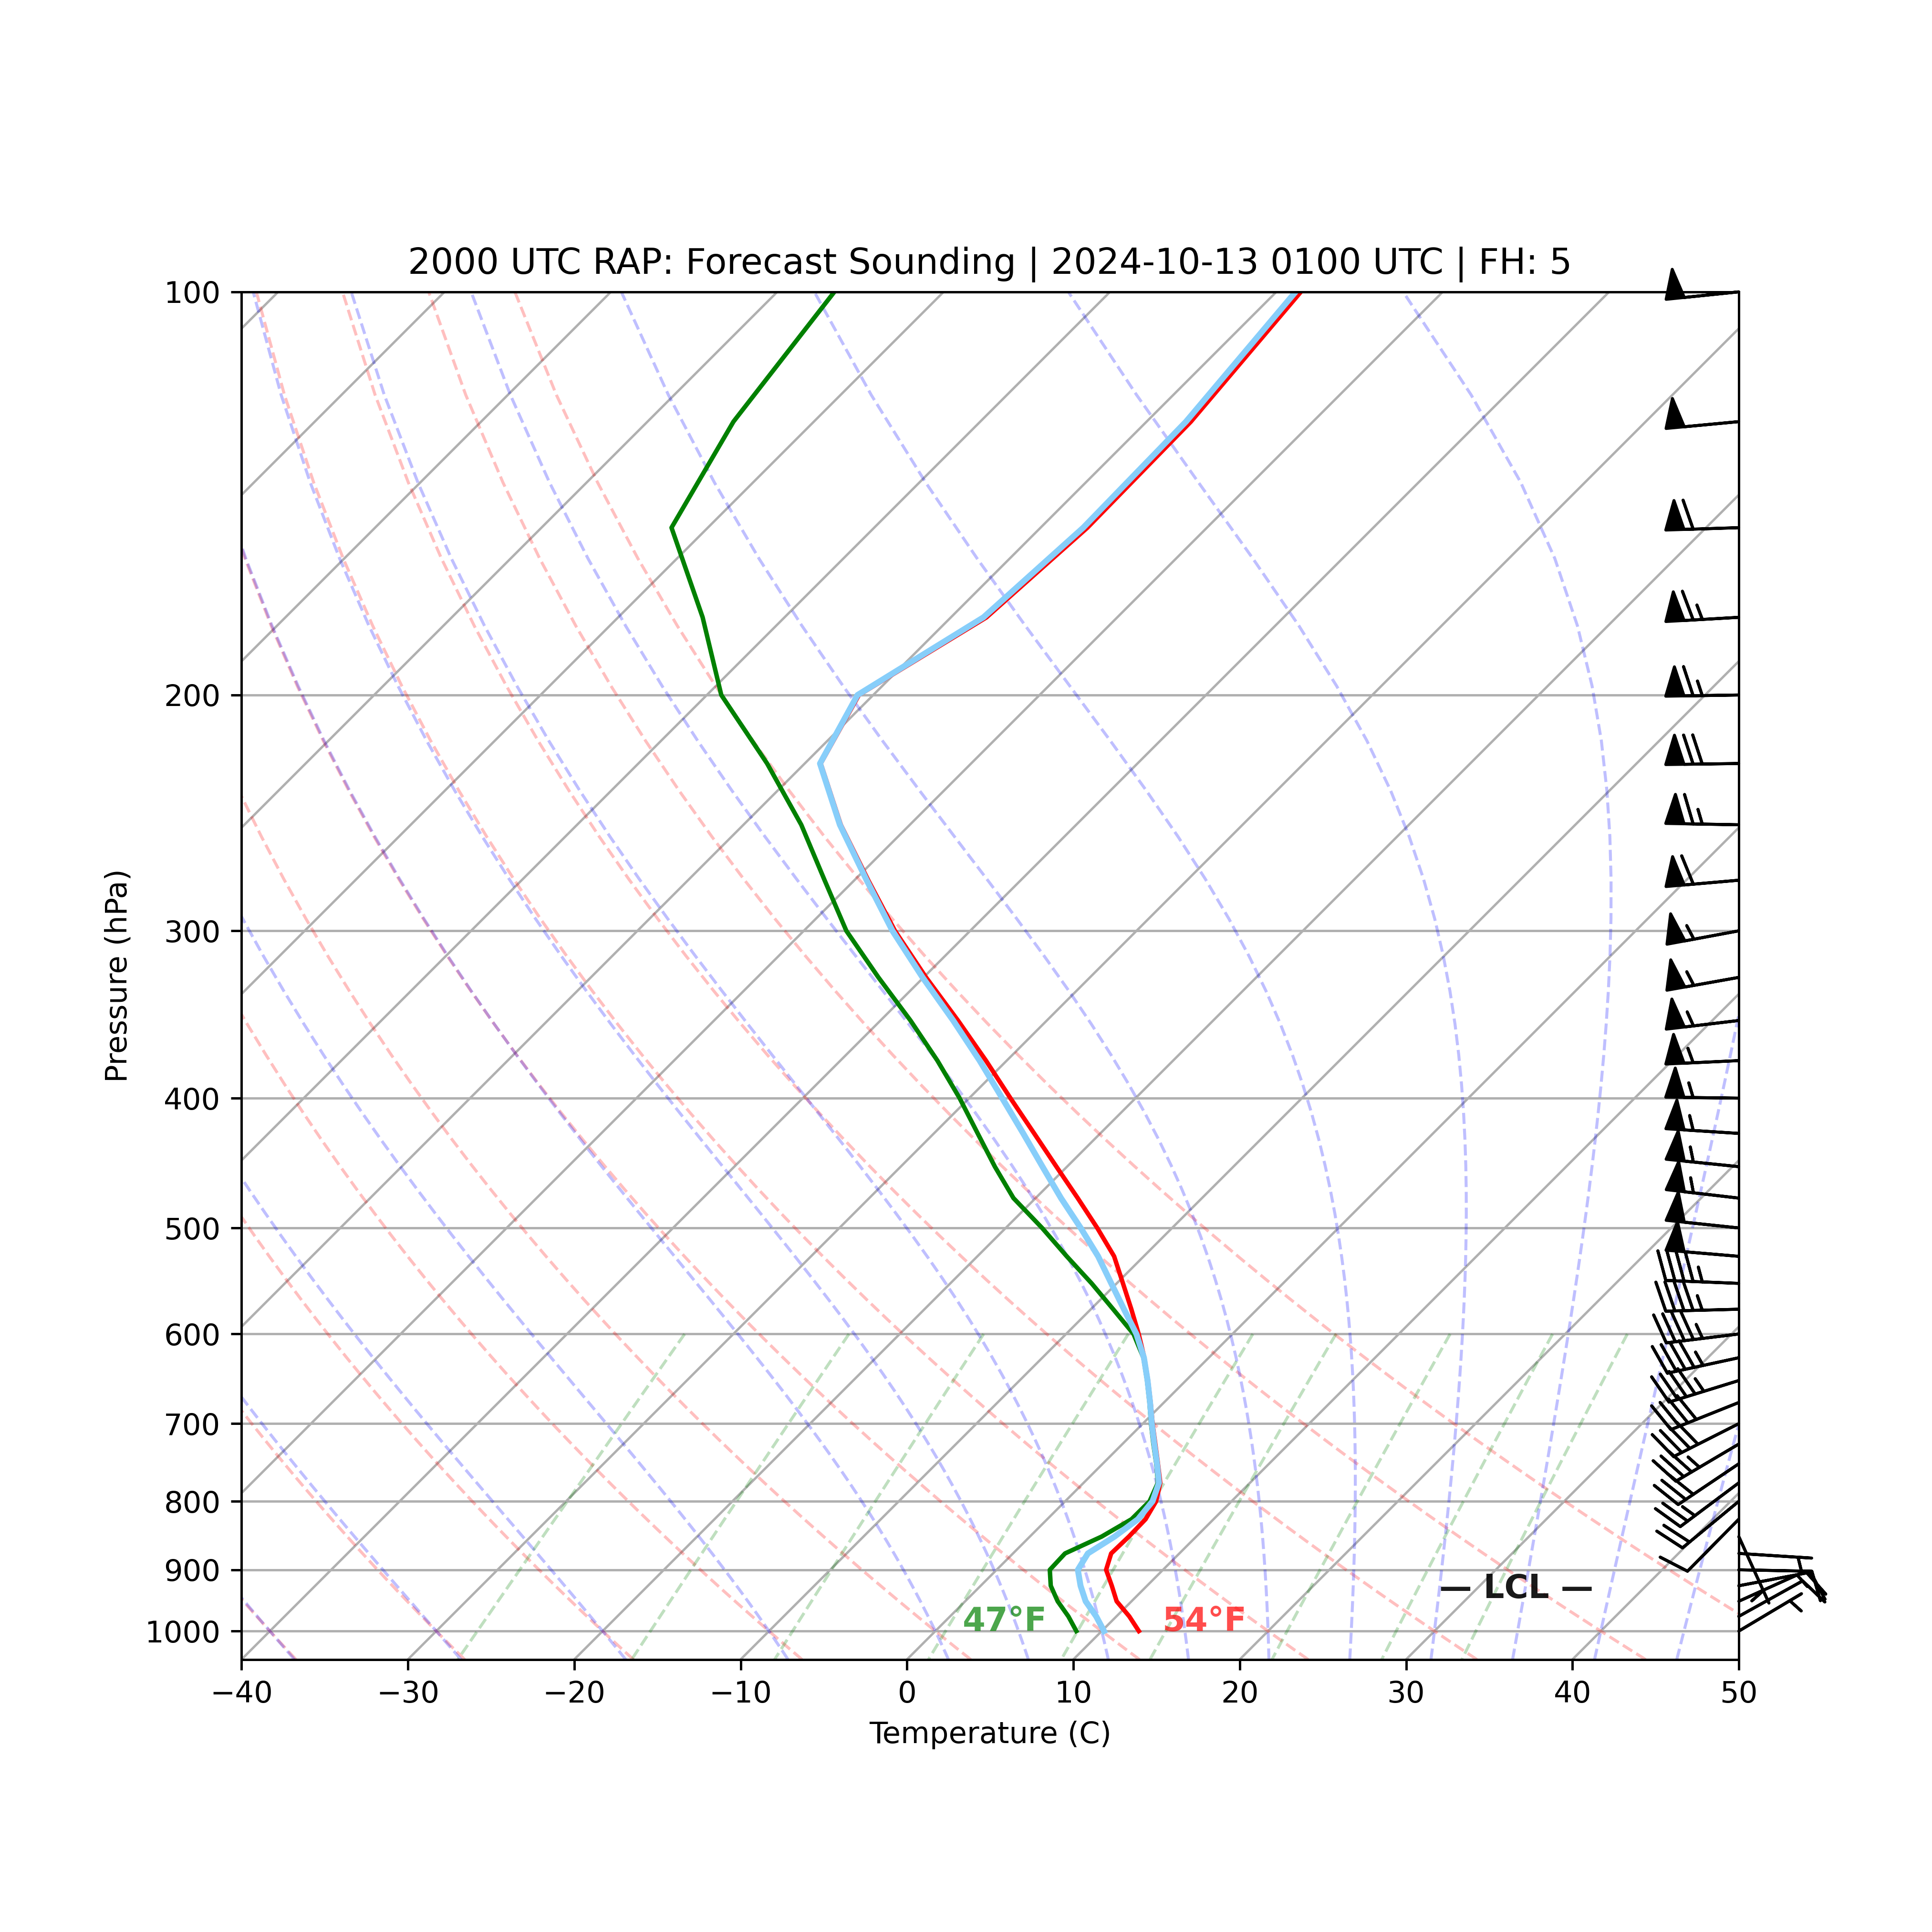 2000 UTC RAP: Forecast Sounding | 2024-10-13 0100 UTC | FH: 5
100
200
300
400
500
600
700
800
900
1000
Pressure (hPa)
— LCL —
47°F
54°F
−40 −30 −20 −10 0 10 20 30 40 50
Temperature (C)